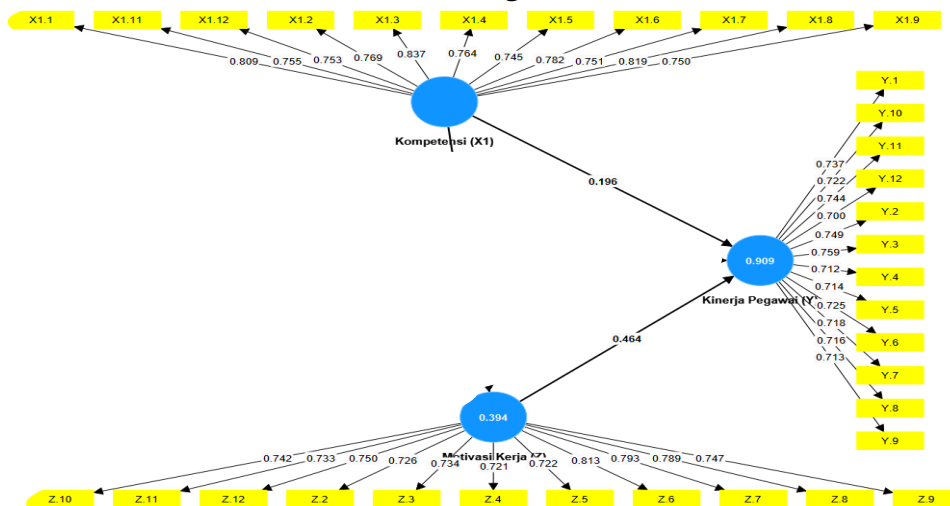 X1.1 X1.11 X1.12 X1.2 X1.3 X1.4 X1.5 X1.6 X1.7 X1.8 X1.9
0.809 0.755 0.753 0.769 0.837 0.764 0.745 0.782 0.751 0.819 0.750
Kompetensi (X1)
0.196
Y.1
Y.10
Y.11
Y.12
Y.2
Y.3
Y.4
Y.5
Y.6
Y.7
Y.8
Y.9
0.737
0.722
0.744
0.700
0.749
0.759
0.712
0.714
0.725
0.718
0.716
0.713
0.909
Kinerja Pegawai (Y)
0.464
0.394
Motivasi Kerja (Z)
0.742 0.733 0.750 0.726 0.734 0.721 0.722 0.813 0.793 0.789 0.747
Z.10 Z.11 Z.12 Z.2 Z.3 Z.4 Z.5 Z.6 Z.7 Z.8 Z.9